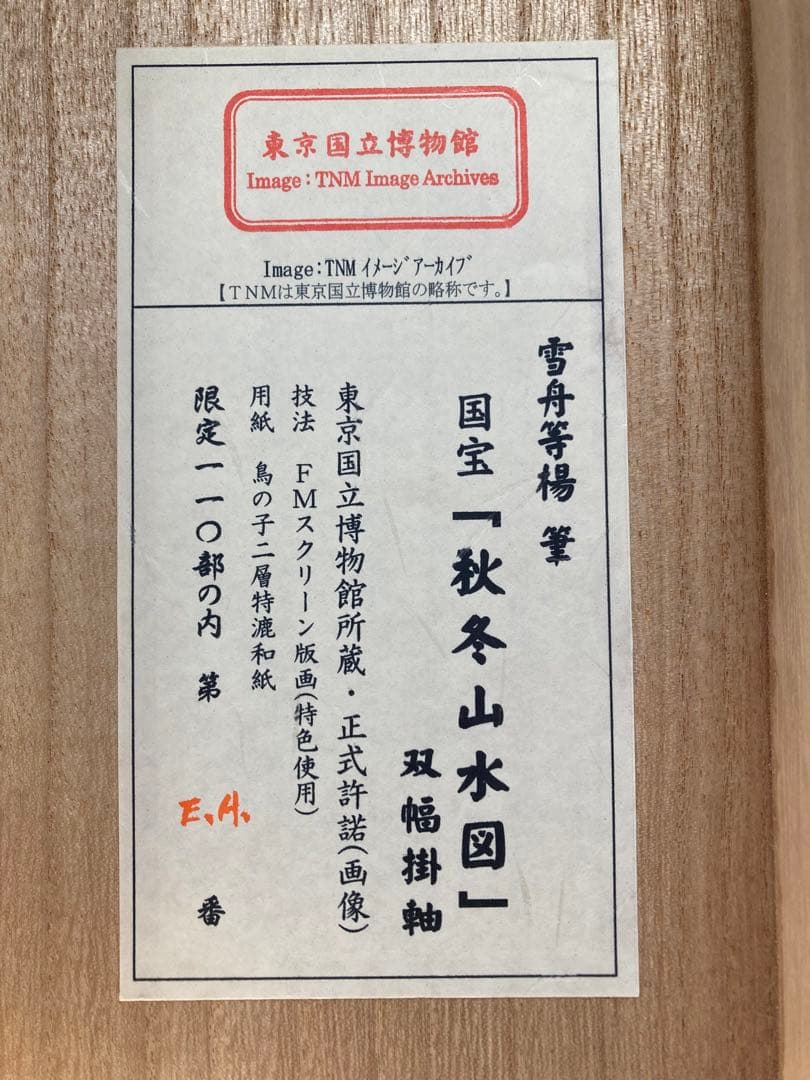 東京国立博物館
Image : TNM Image Archives
Image:TNM ｲﾒｰｼﾞｱｰｶｲﾌﾞ
【TNMは東京国立博物館の略称です。】
雪舟等楊 筆
国宝「秋冬山水図」
双幅掛軸
東京国立博物館所蔵・正式許諾(画像)
技法 FMスクリーン版画(特色使用)
用紙 鳥の子二層特漉和紙
限定一一〇部の内 第 E.A. 番